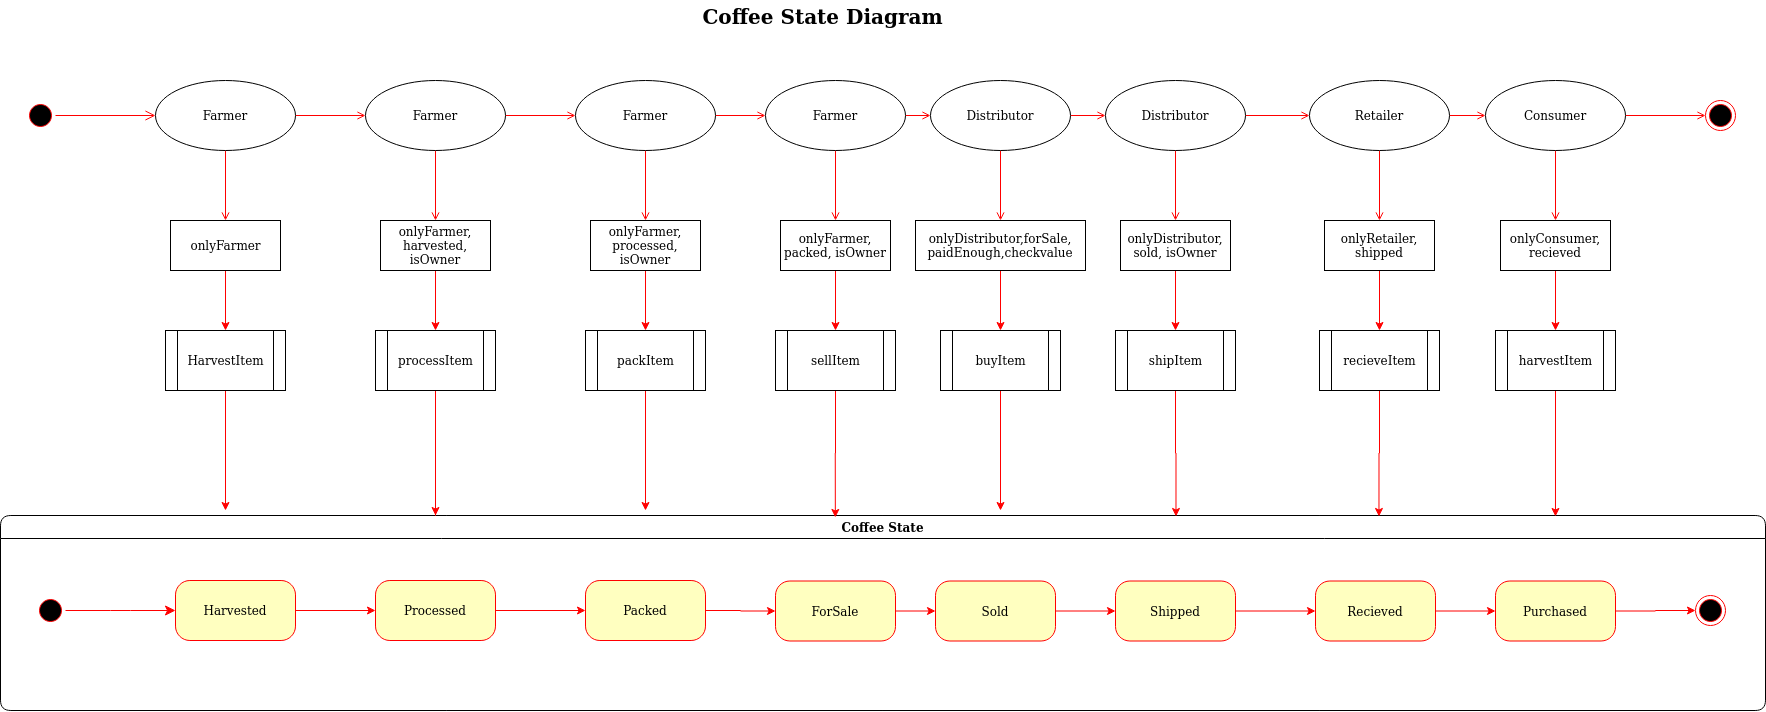 Coffee State Diagram
Farmer
Farmer
Farmer
Farmer
Distributor
Distributor
Retailer
Consumer
onlyFarmer
onlyFarmer,
harvested,
isOwner
onlyFarmer,
processed,
isOwner
onlyFarmer,
packed, isOwner
onlyDistributor,forSale,
paidEnough,checkvalue
onlyDistributor,
sold, isOwner
onlyRetailer,
shipped
onlyConsumer,
recieved
HarvestItem
processItem
packItem
sellItem
buyItem
shipItem
recieveItem
harvestItem
Coffee State
Harvested
Processed
Packed
ForSale
Sold
Shipped
Recieved
Purchased